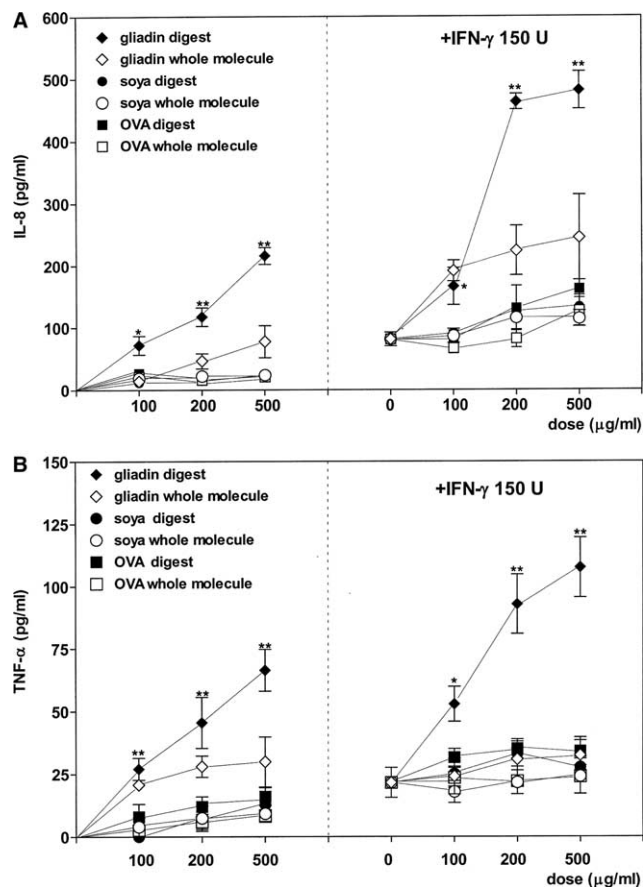 A
IL-8 (pg/ml)
600
500
400
300
200
100
0
gliadin digest
gliadin whole molecule
soya digest
soya whole molecule
OVA digest
OVA whole molecule
+IFN-γ 150 U
*
**
**
*
**
**
100 200 500 0 100 200 500
dose (μg/ml)
B
TNF-α (pg/ml)
150
125
100
75
50
25
0
gliadin digest
gliadin whole molecule
soya digest
soya whole molecule
OVA digest
OVA whole molecule
+IFN-γ 150 U
**
**
**
*
**
**
100 200 500 0 100 200 500
dose (μg/ml)